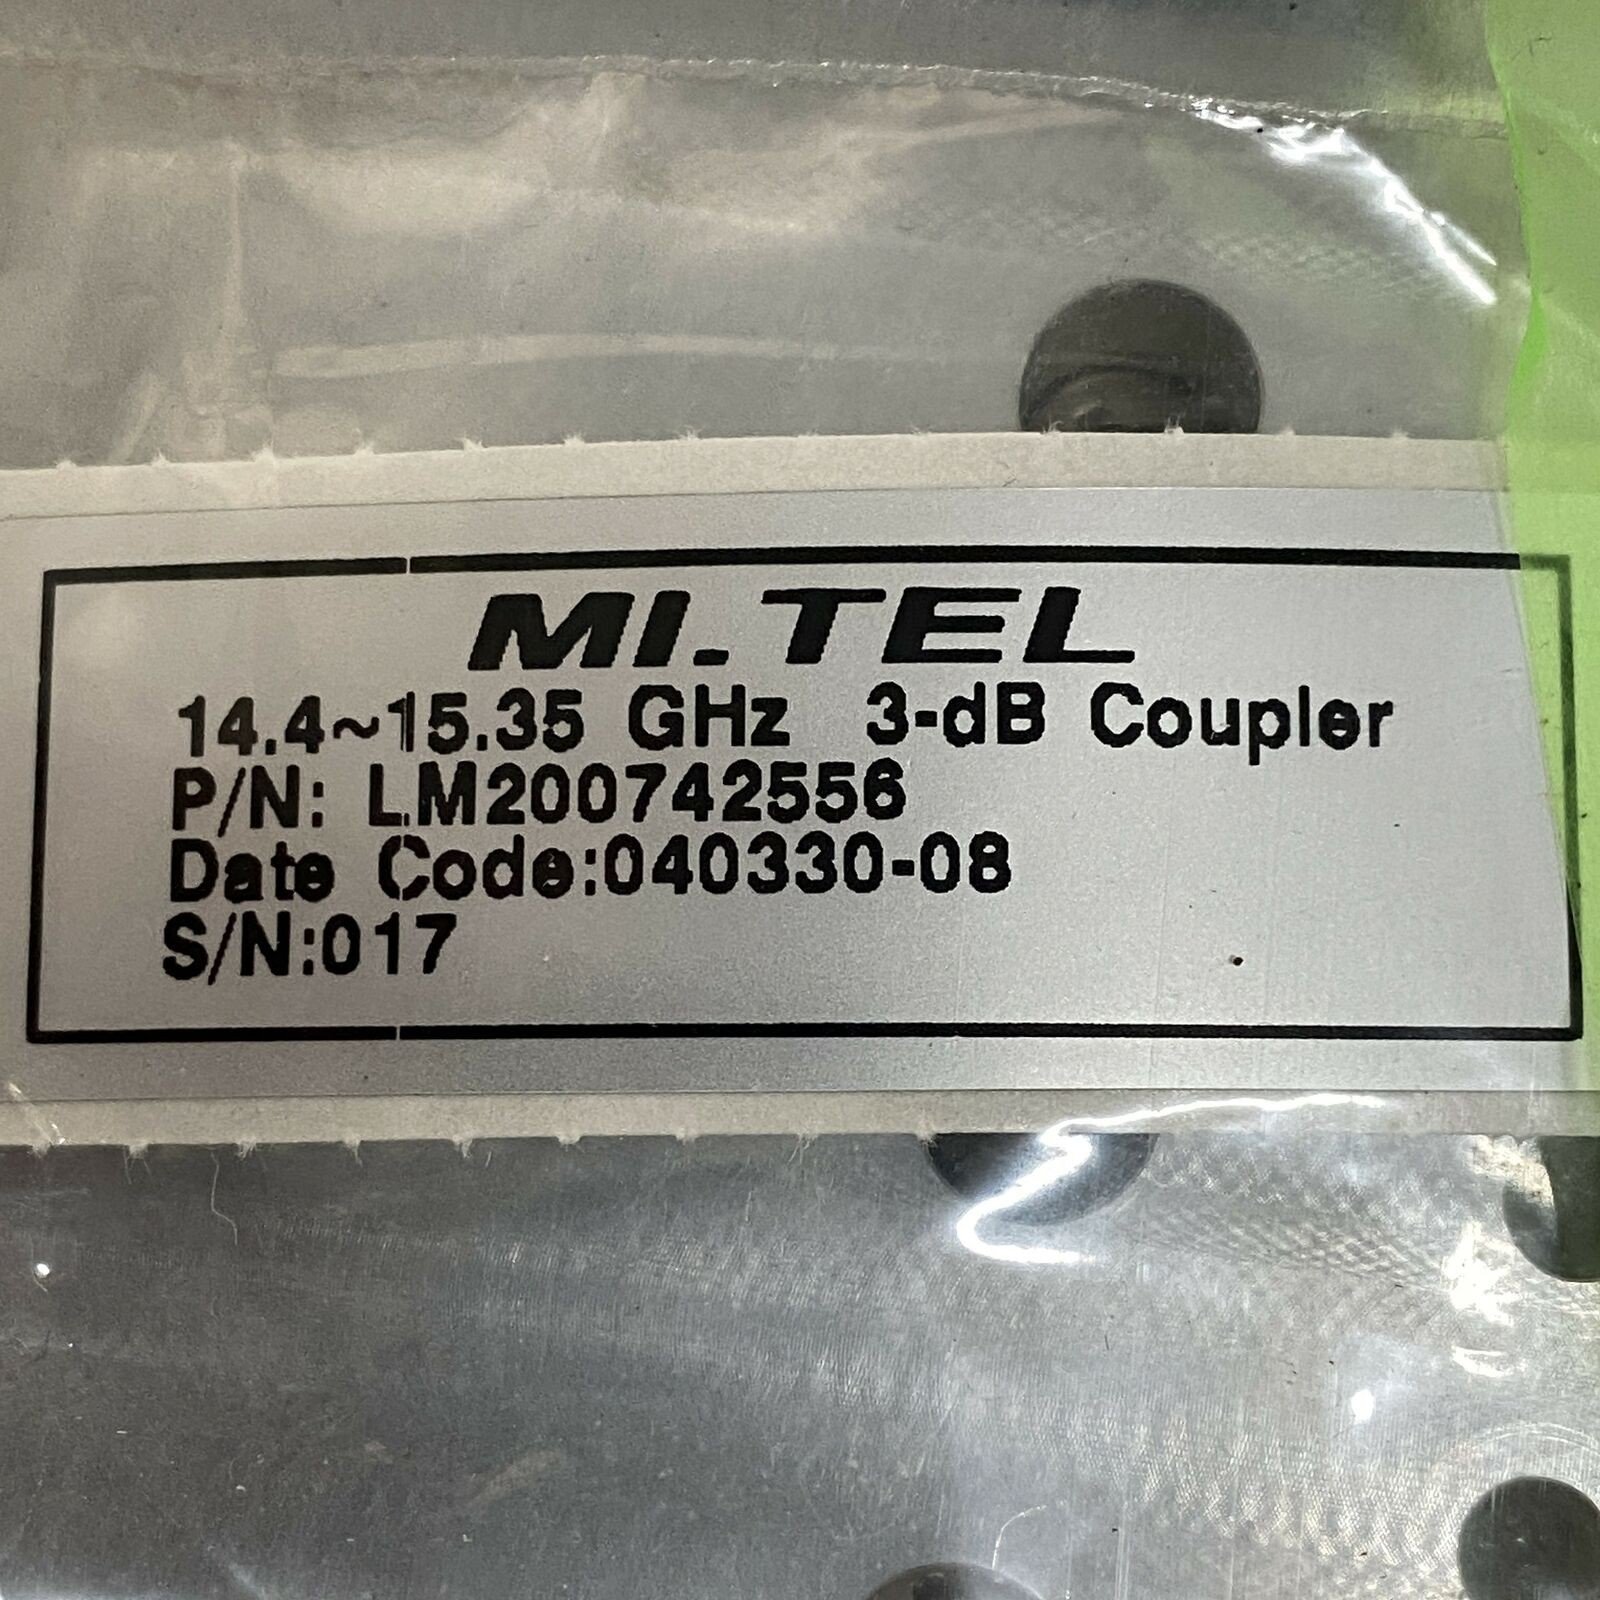 MI.TEL
14.4~15.35 GHz 3-dB Coupler
P/N: LM200742556
Date Code:040330-08
S/N:017